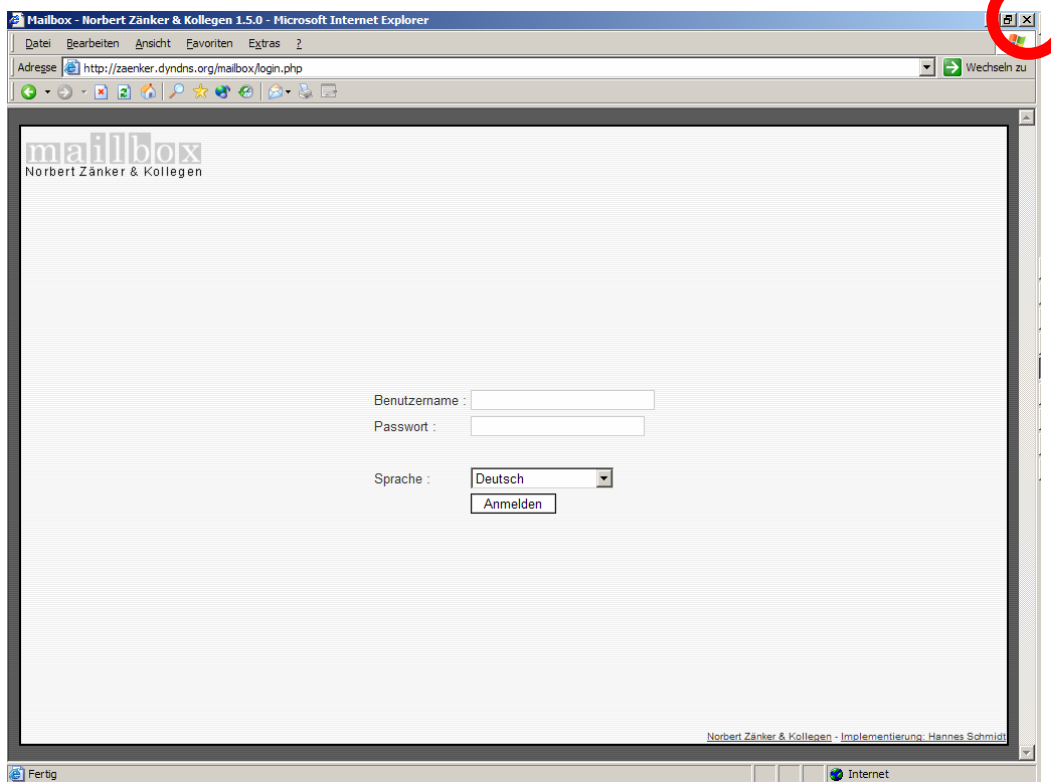 Mailbox - Norbert Zänker & Kollegen 1.5.0 - Microsoft Internet Explorer
Datei Bearbeiten Ansicht Favoriten Extras ?
Adresse http://zaenker.dyndns.org/mailbox/login.php Wechseln zu
mailbox
Norbert Zänker & Kollegen
Benutzername :
Passwort :
Sprache : Deutsch
Anmelden
Norbert Zänker & Kollegen - Implementierung: Hannes Schmidt
Fertig Internet